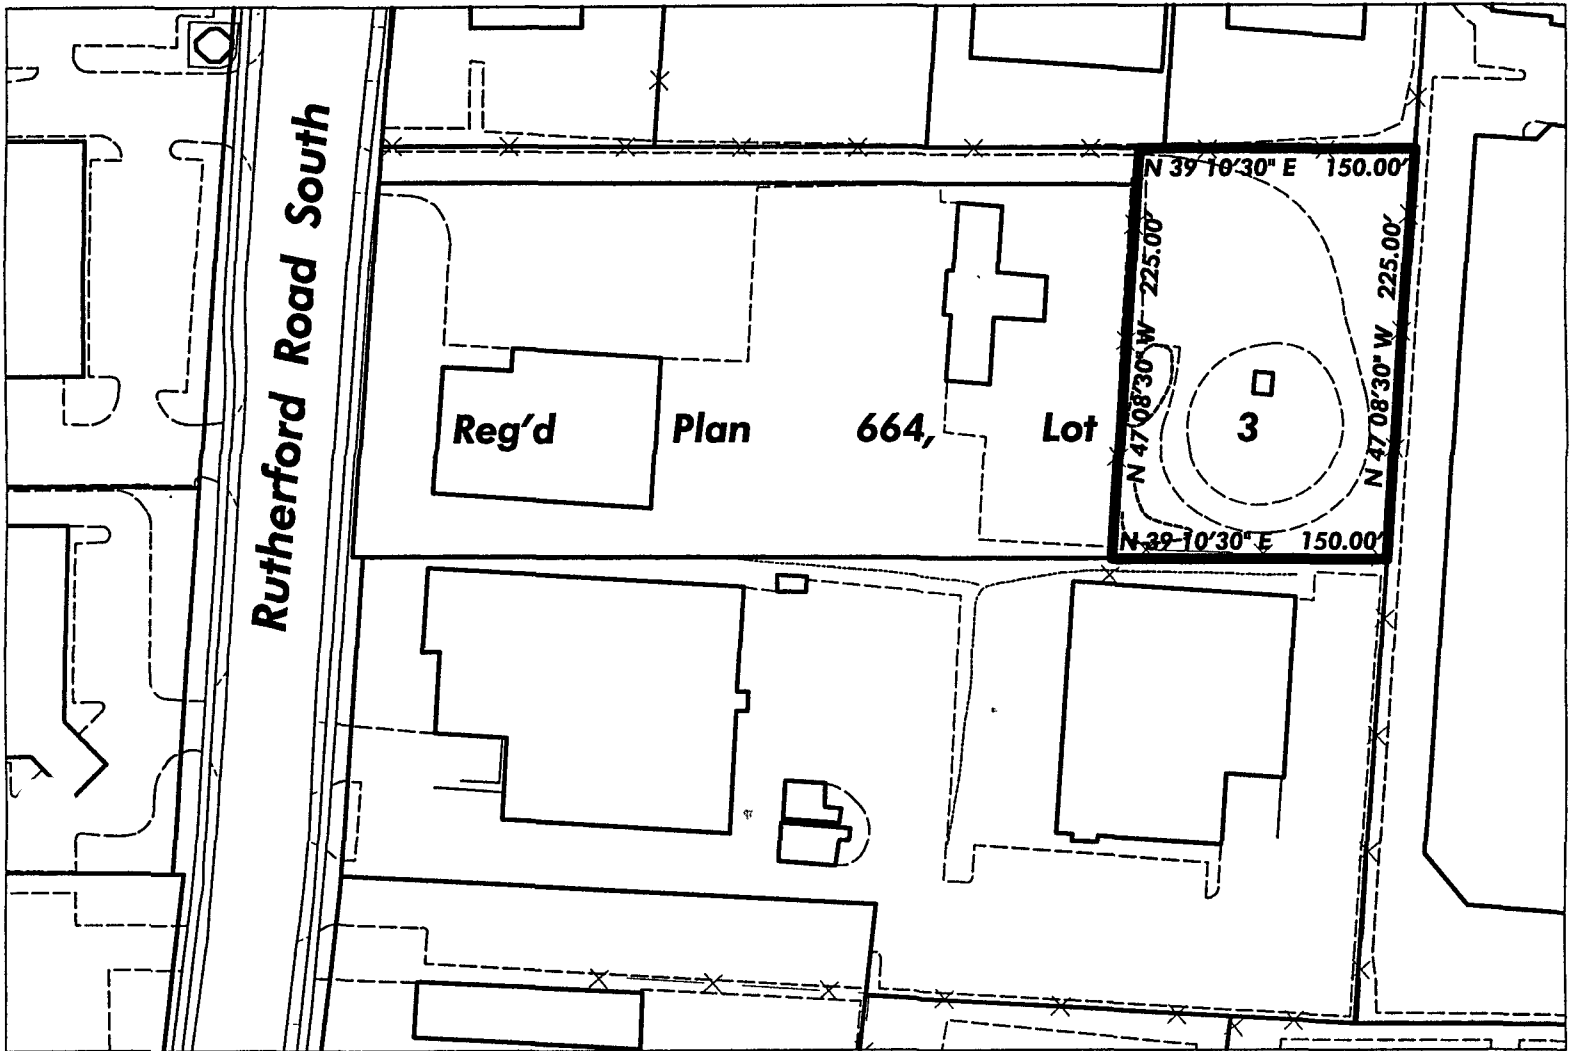 Rutherford Road South
N 39 10'30" E 150.00'
N 47 08'30" W 225.00'
N 47 08'30" W 225.00'
Reg'd Plan 664, Lot 3
N 39 10'30" E 150.00'